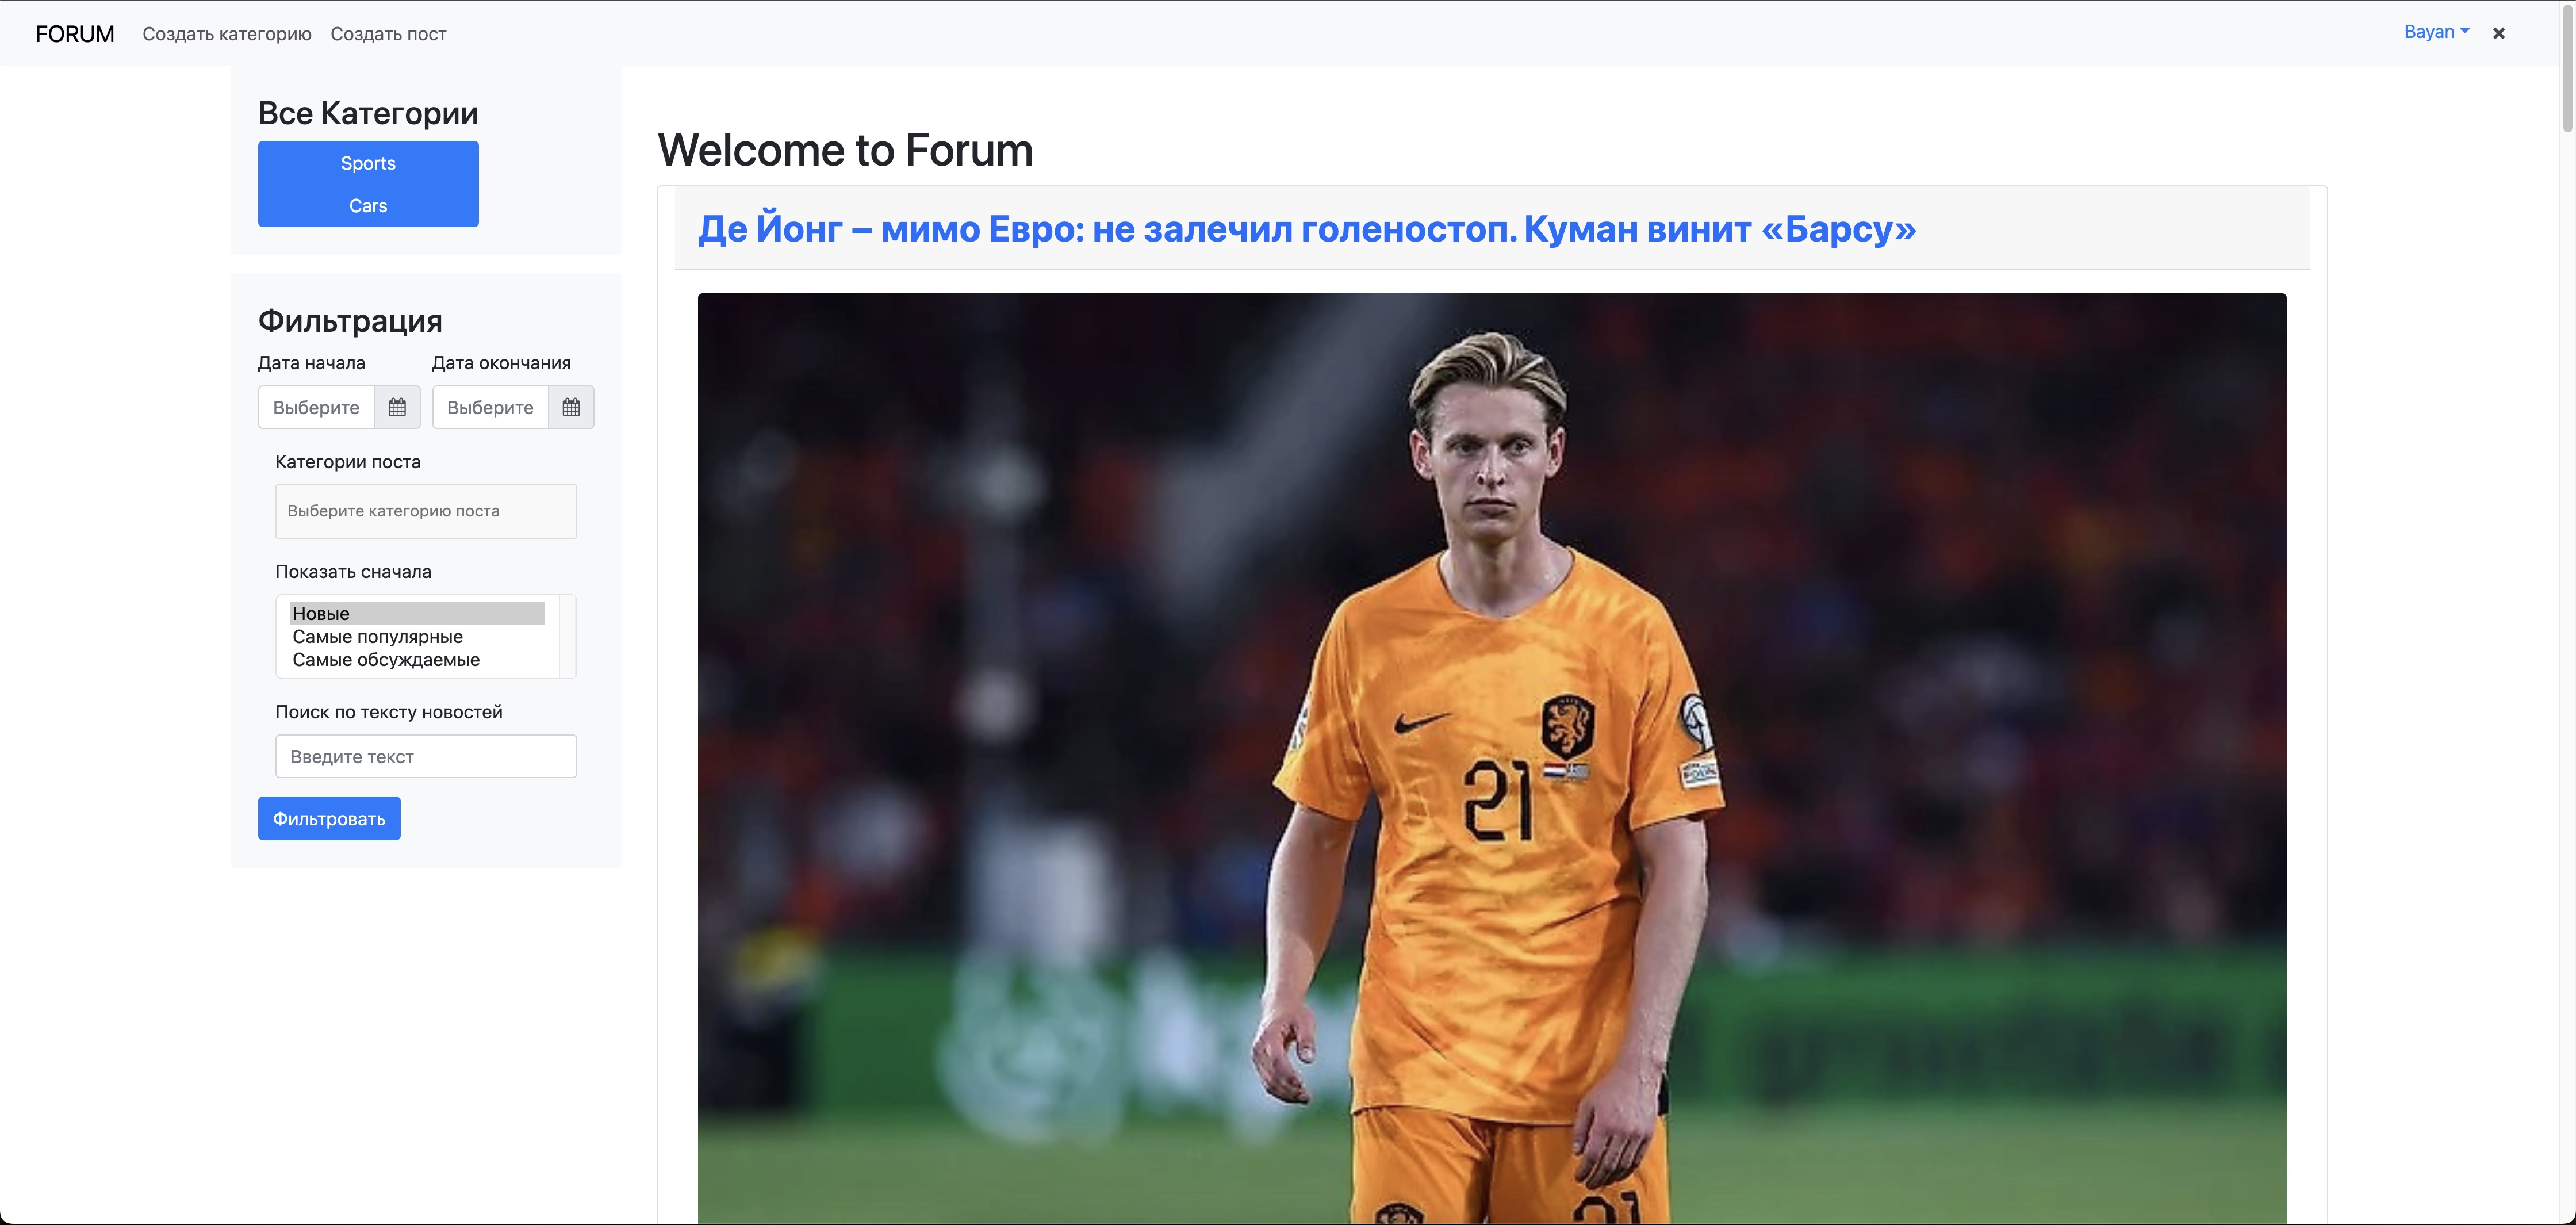 FORUM
Создать категорию
Создать пост
Bayan
Все Категории
Sports
Cars
Фильтрация
Дата начала
Дата окончания
Выберите
Выберите
Категории поста
Выберите категорию поста
Показать сначала
Новые
Самые популярные
Самые обсуждаемые
Поиск по тексту новостей
Введите текст
Фильтровать
Welcome to Forum
Де Йонг – мимо Евро: не залечил голеностоп. Куман винит «Барсу»
21
21